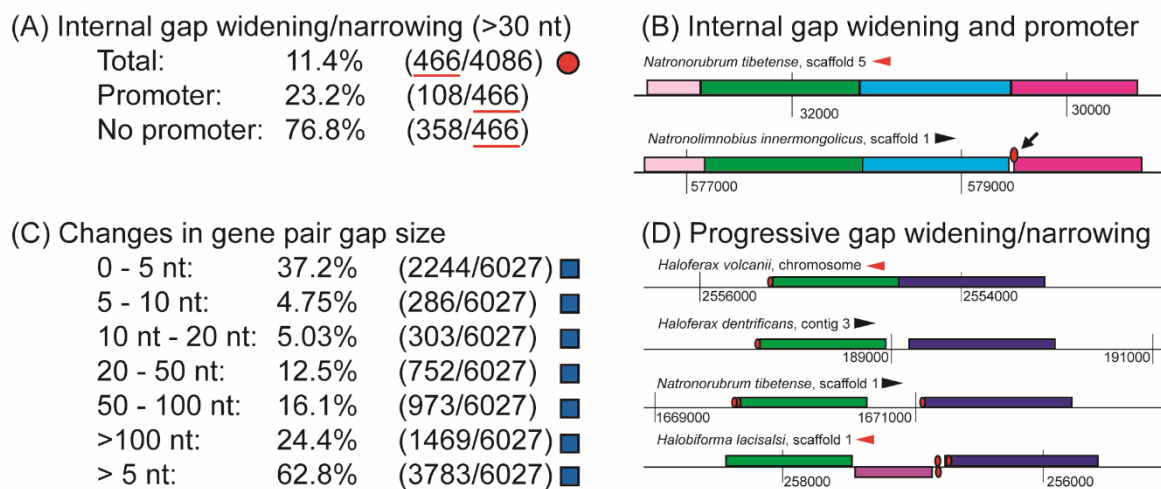 (A) Internal gap widening/narrowing (>30 nt)
Total: 11.4% (466/4086)
Promoter: 23.2% (108/466)
No promoter: 76.8% (358/466)
(B) Internal gap widening and promoter
Natronorubrum tibetense, scaffold 5
32000 30000
Natronolimnobius innermongolicus, scaffold 1
577000 579000
(C) Changes in gene pair gap size
0 - 5 nt: 37.2% (2244/6027)
5 - 10 nt: 4.75% (286/6027)
10 nt - 20 nt: 5.03% (303/6027)
20 - 50 nt: 12.5% (752/6027)
50 - 100 nt: 16.1% (973/6027)
>100 nt: 24.4% (1469/6027)
> 5 nt: 62.8% (3783/6027)
(D) Progressive gap widening/narrowing
Haloferax volcanii, chromosome
2556000 2554000
Haloferax dentrificans, contig 3
189000 191000
Natronorubrum tibetense, scaffold 1
1669000 1671000
Halobiforma lacisalsi, scaffold 1
258000 256000